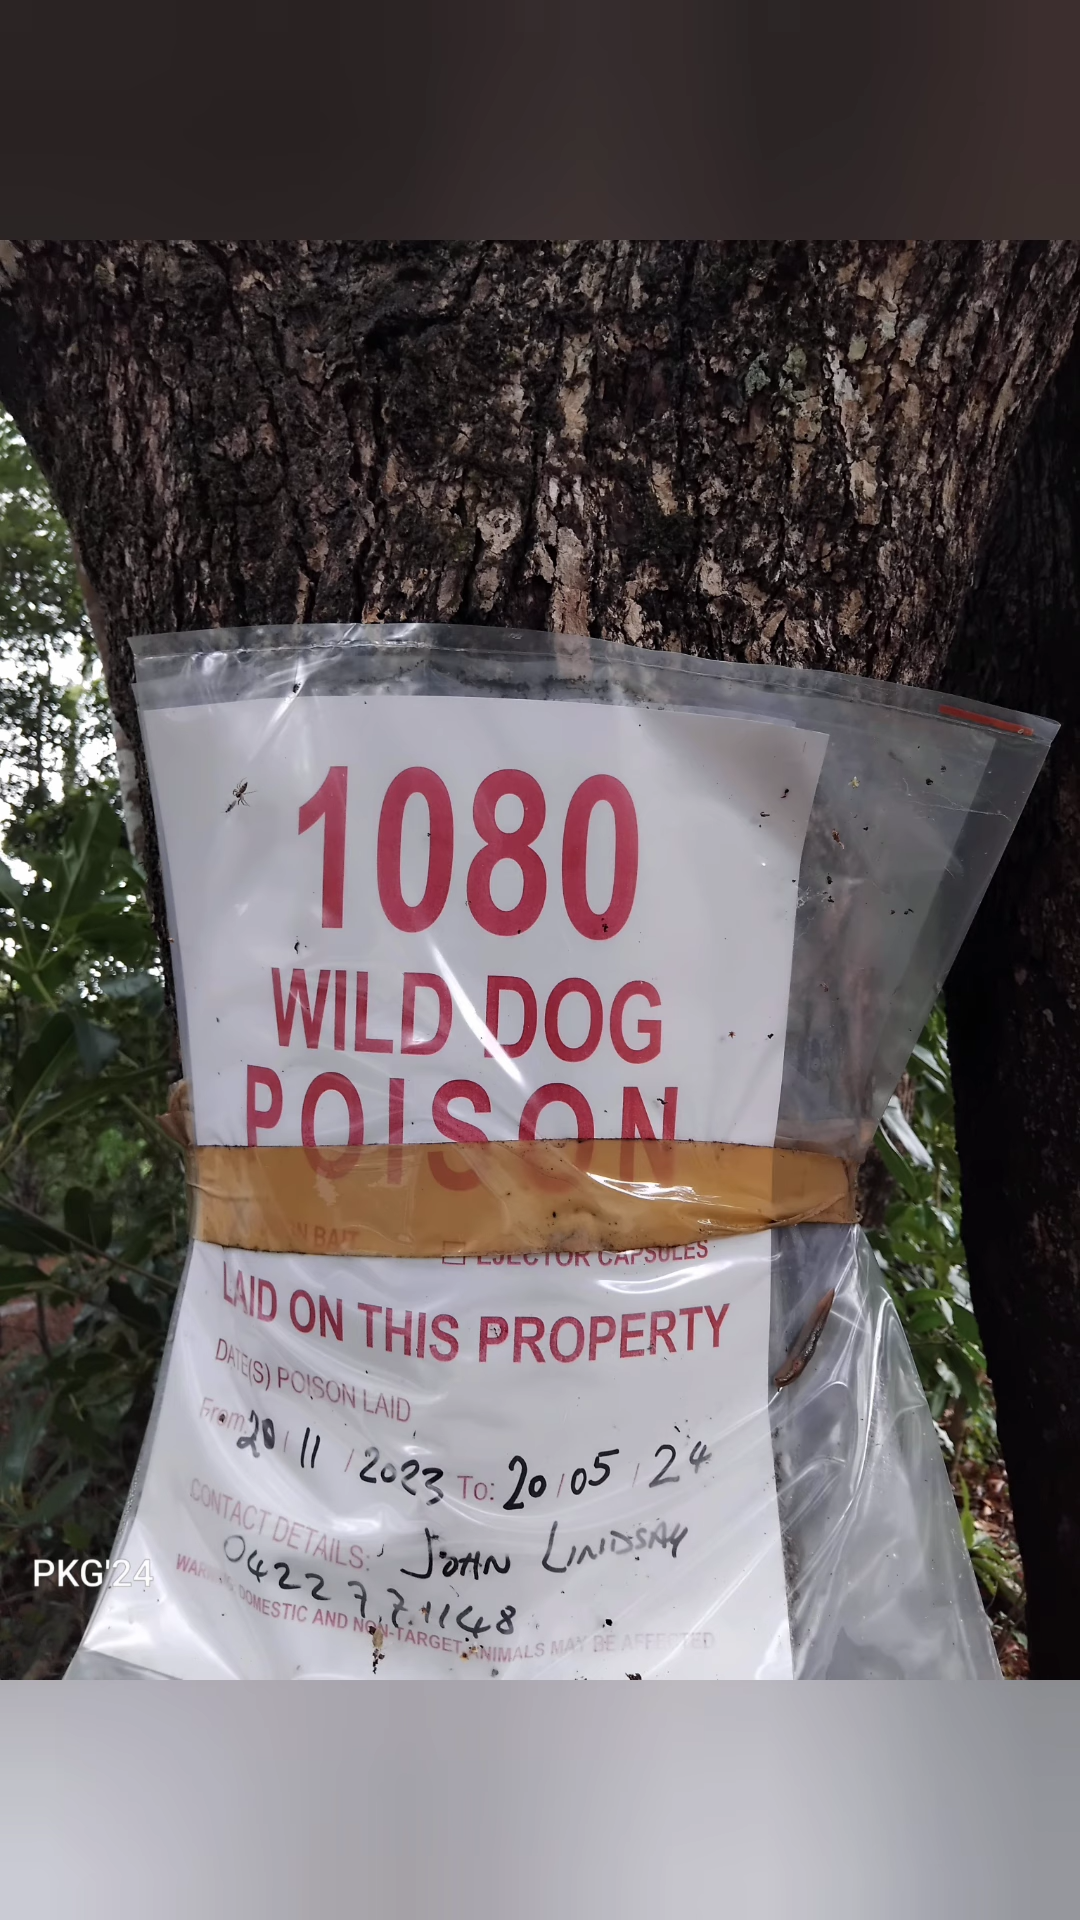 1080
WILD DOG
POISON
N BAIT
EJECTOR CAPSULES
LAID ON THIS PROPERTY
DATE(S) POISON LAID
From 20/11/2023 To: 20/05/24
CONTACT DETAILS: JOHN LINDSAY
0422 77.1148
DOMESTIC AND NON-TARGET ANIMALS MAY BE AFFECTED
PKG'24